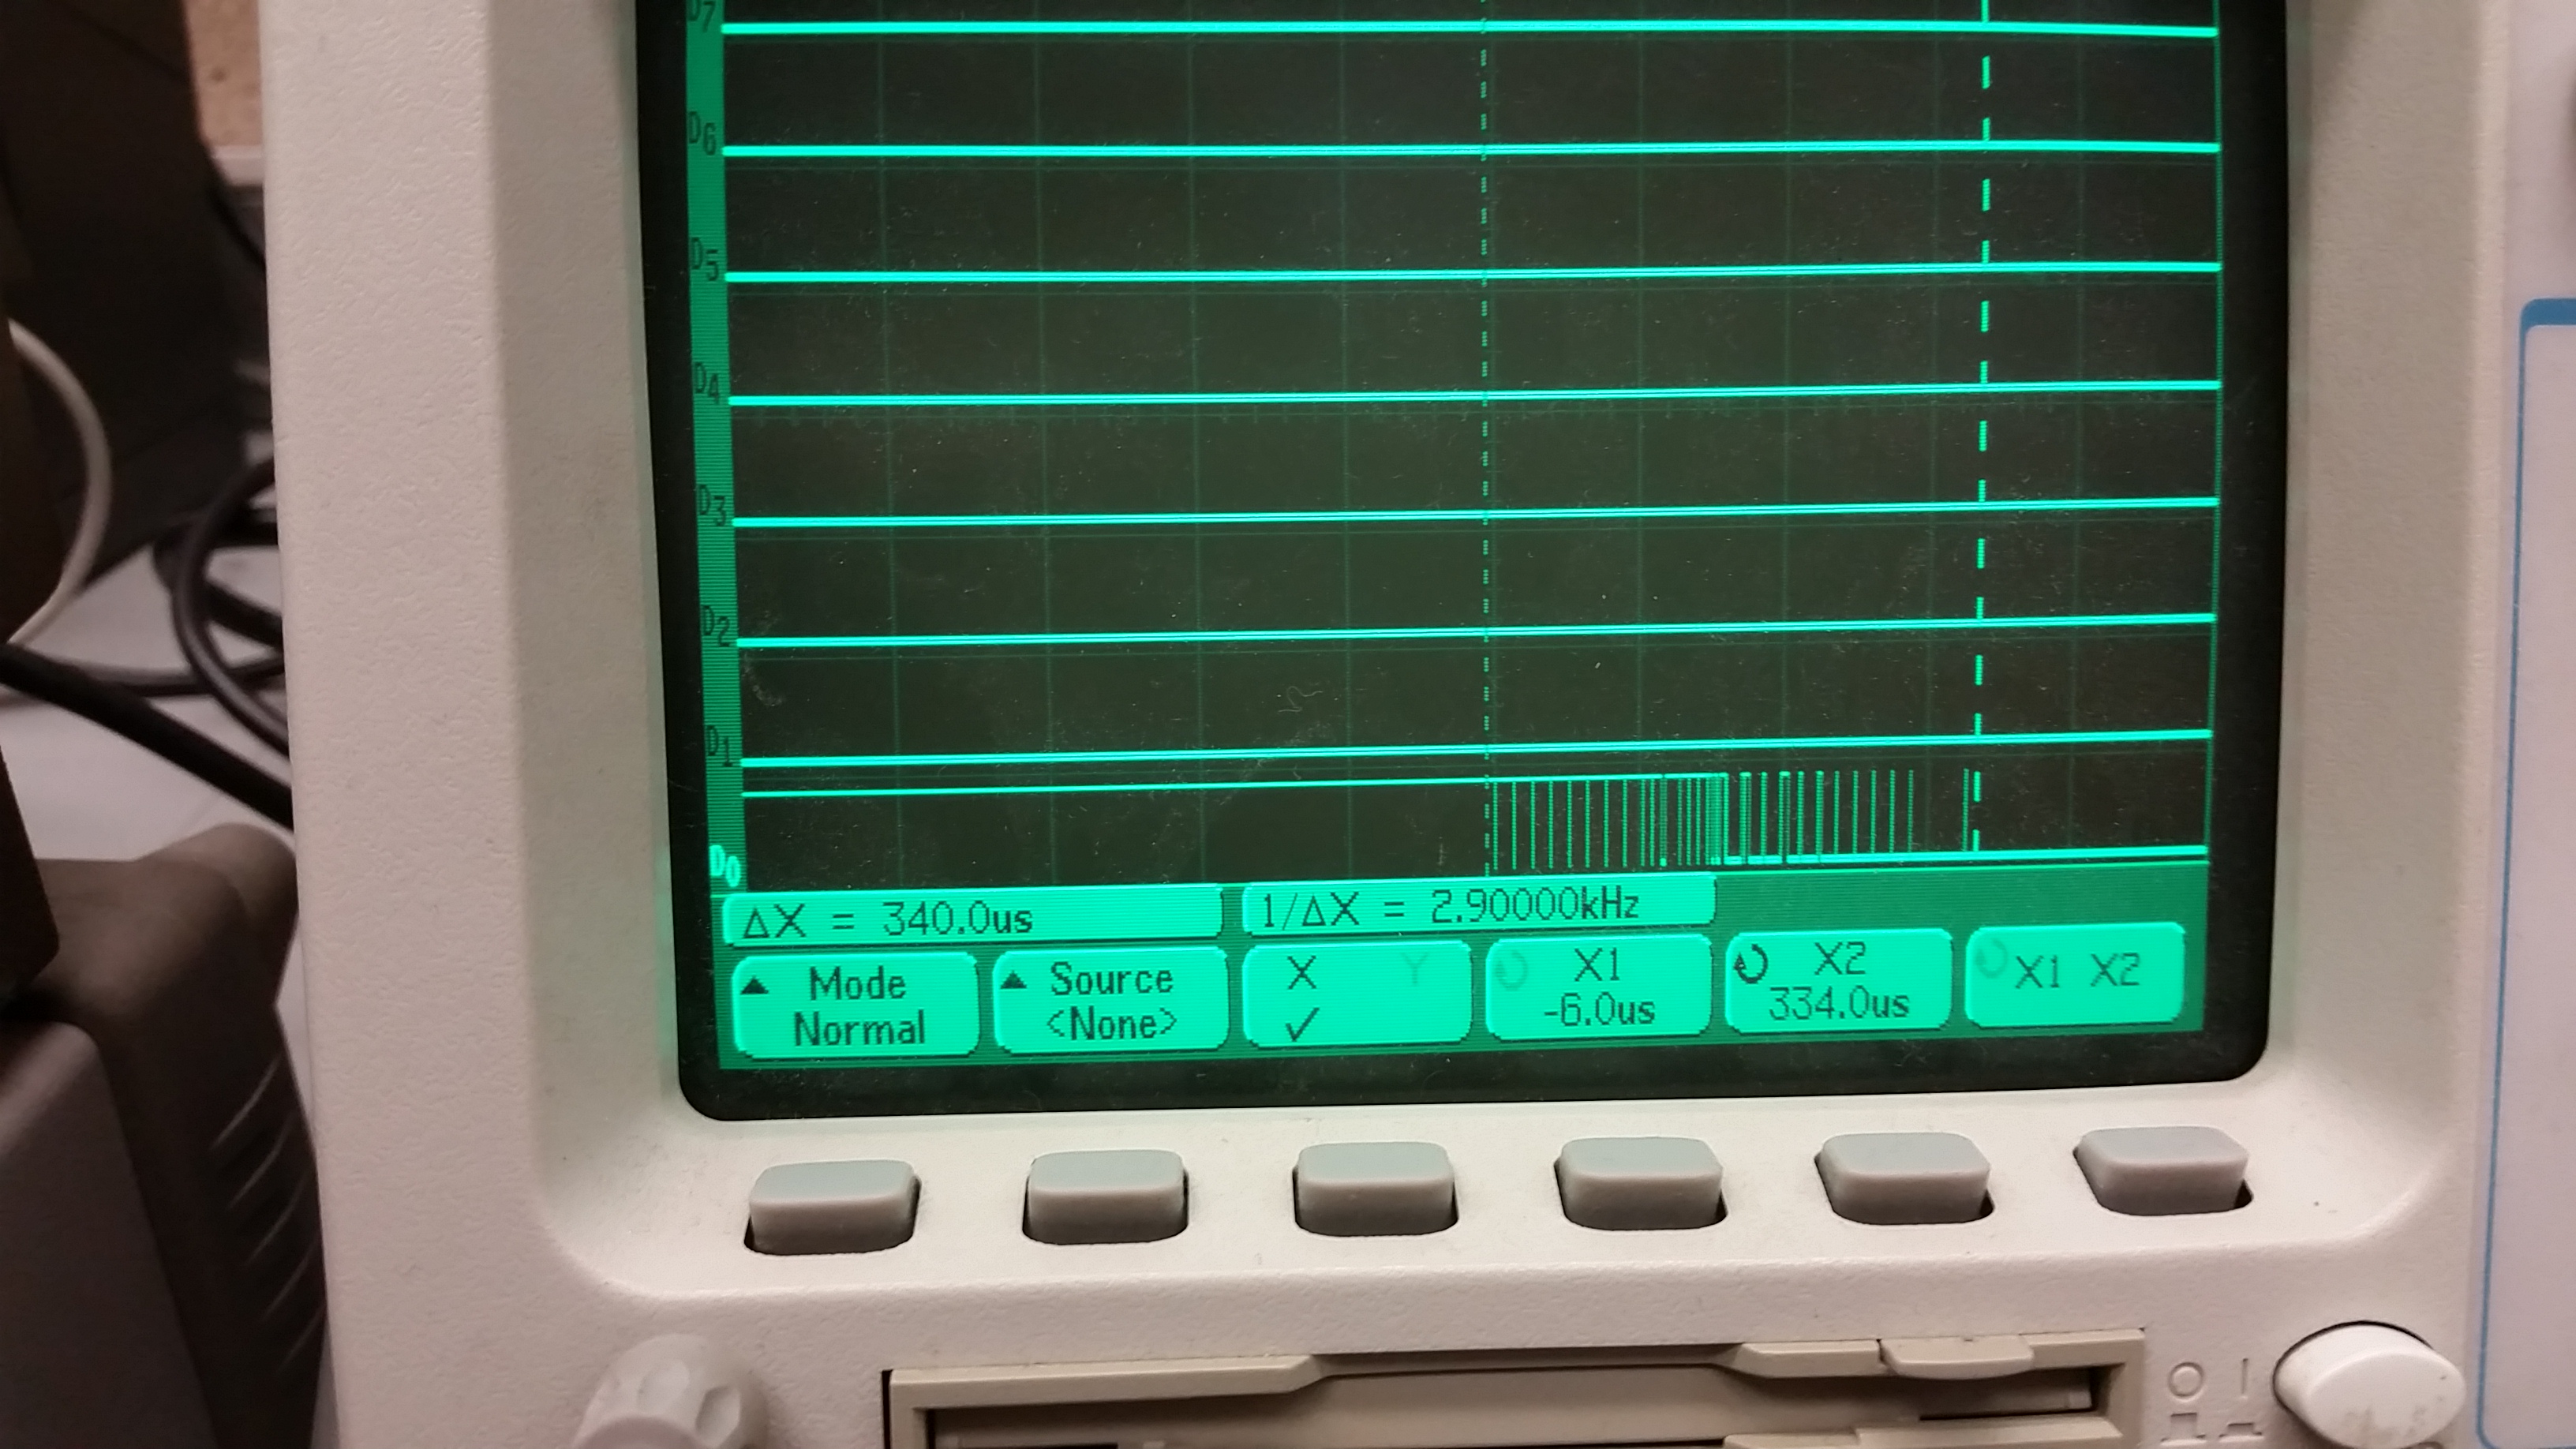 D7
D6
D5
D4
D3
D2
D1
D0
ΔX = 340.0us
1/ΔX = 2.90000kHz
Mode
Normal
Source
<None>
X Y
✓
X1
-6.0us
X2
334.0us
X1 X2